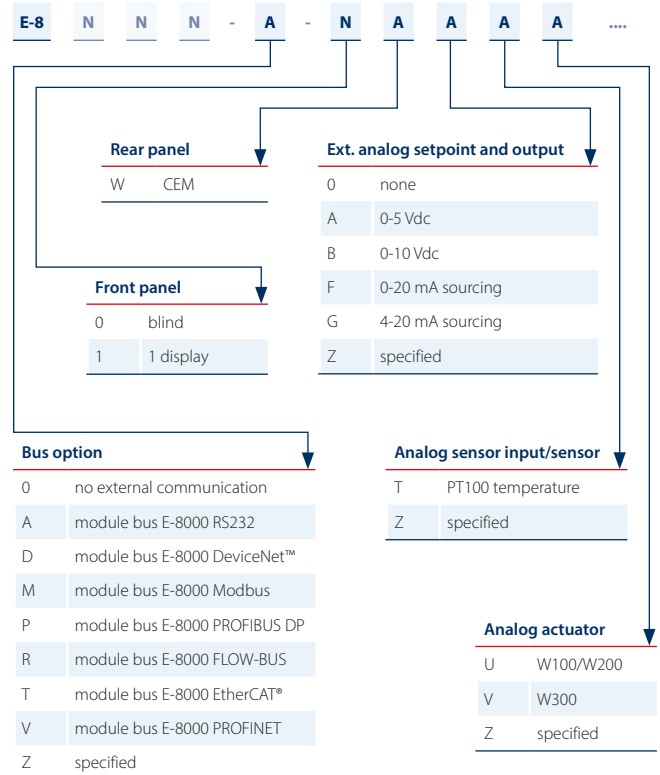 E-8 N N N - A - N A A A A ....
Rear panel
W CEM
Ext. analog setpoint and output
0 none
A 0-5 Vdc
B 0-10 Vdc
F 0-20 mA sourcing
G 4-20 mA sourcing
Z specified
Front panel
0 blind
1 1 display
Bus option
0 no external communication
A module bus E-8000 RS232
D module bus E-8000 DeviceNet™
M module bus E-8000 Modbus
P module bus E-8000 PROFIBUS DP
R module bus E-8000 FLOW-BUS
T module bus E-8000 EtherCAT®
V module bus E-8000 PROFINET
Z specified
Analog sensor input/sensor
T PT100 temperature
Z specified
Analog actuator
U W100/W200
V W300
Z specified